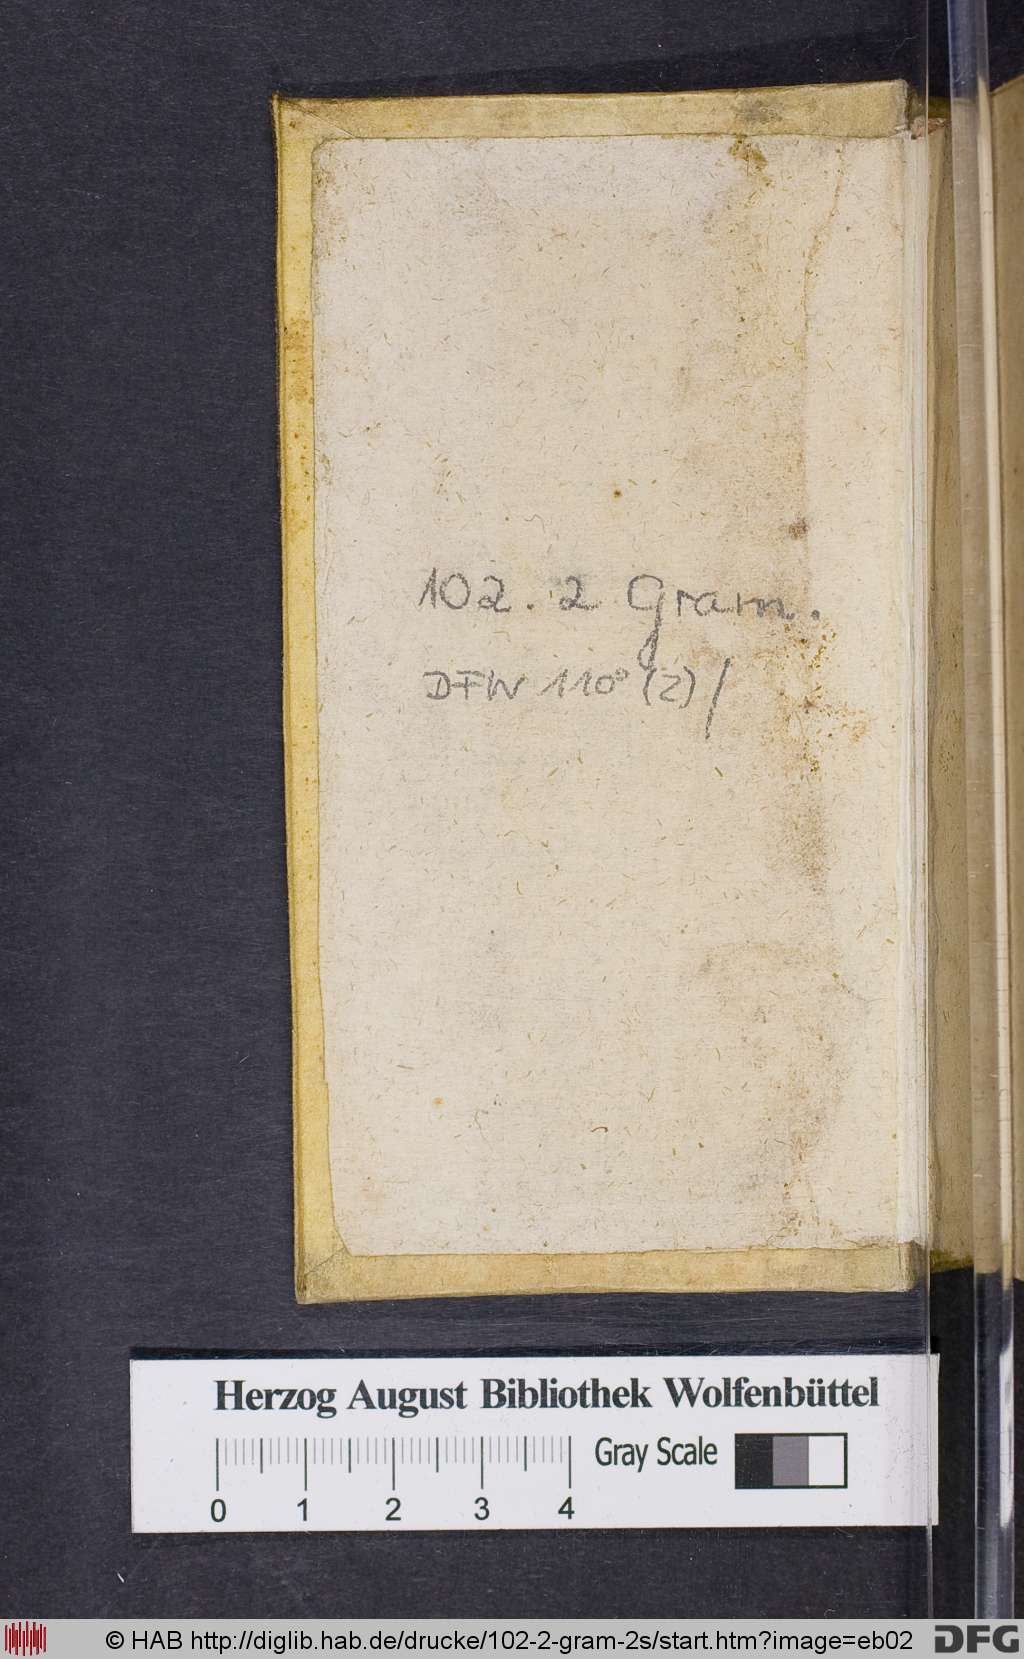 102. 2 Gram.
DFW 110° (2) /
Herzog August Bibliothek Wolfenbüttel
Gray Scale
0 1 2 3 4
© HAB http://diglib.hab.de/drucke/102-2-gram-2s/start.htm?image=eb02
DFG